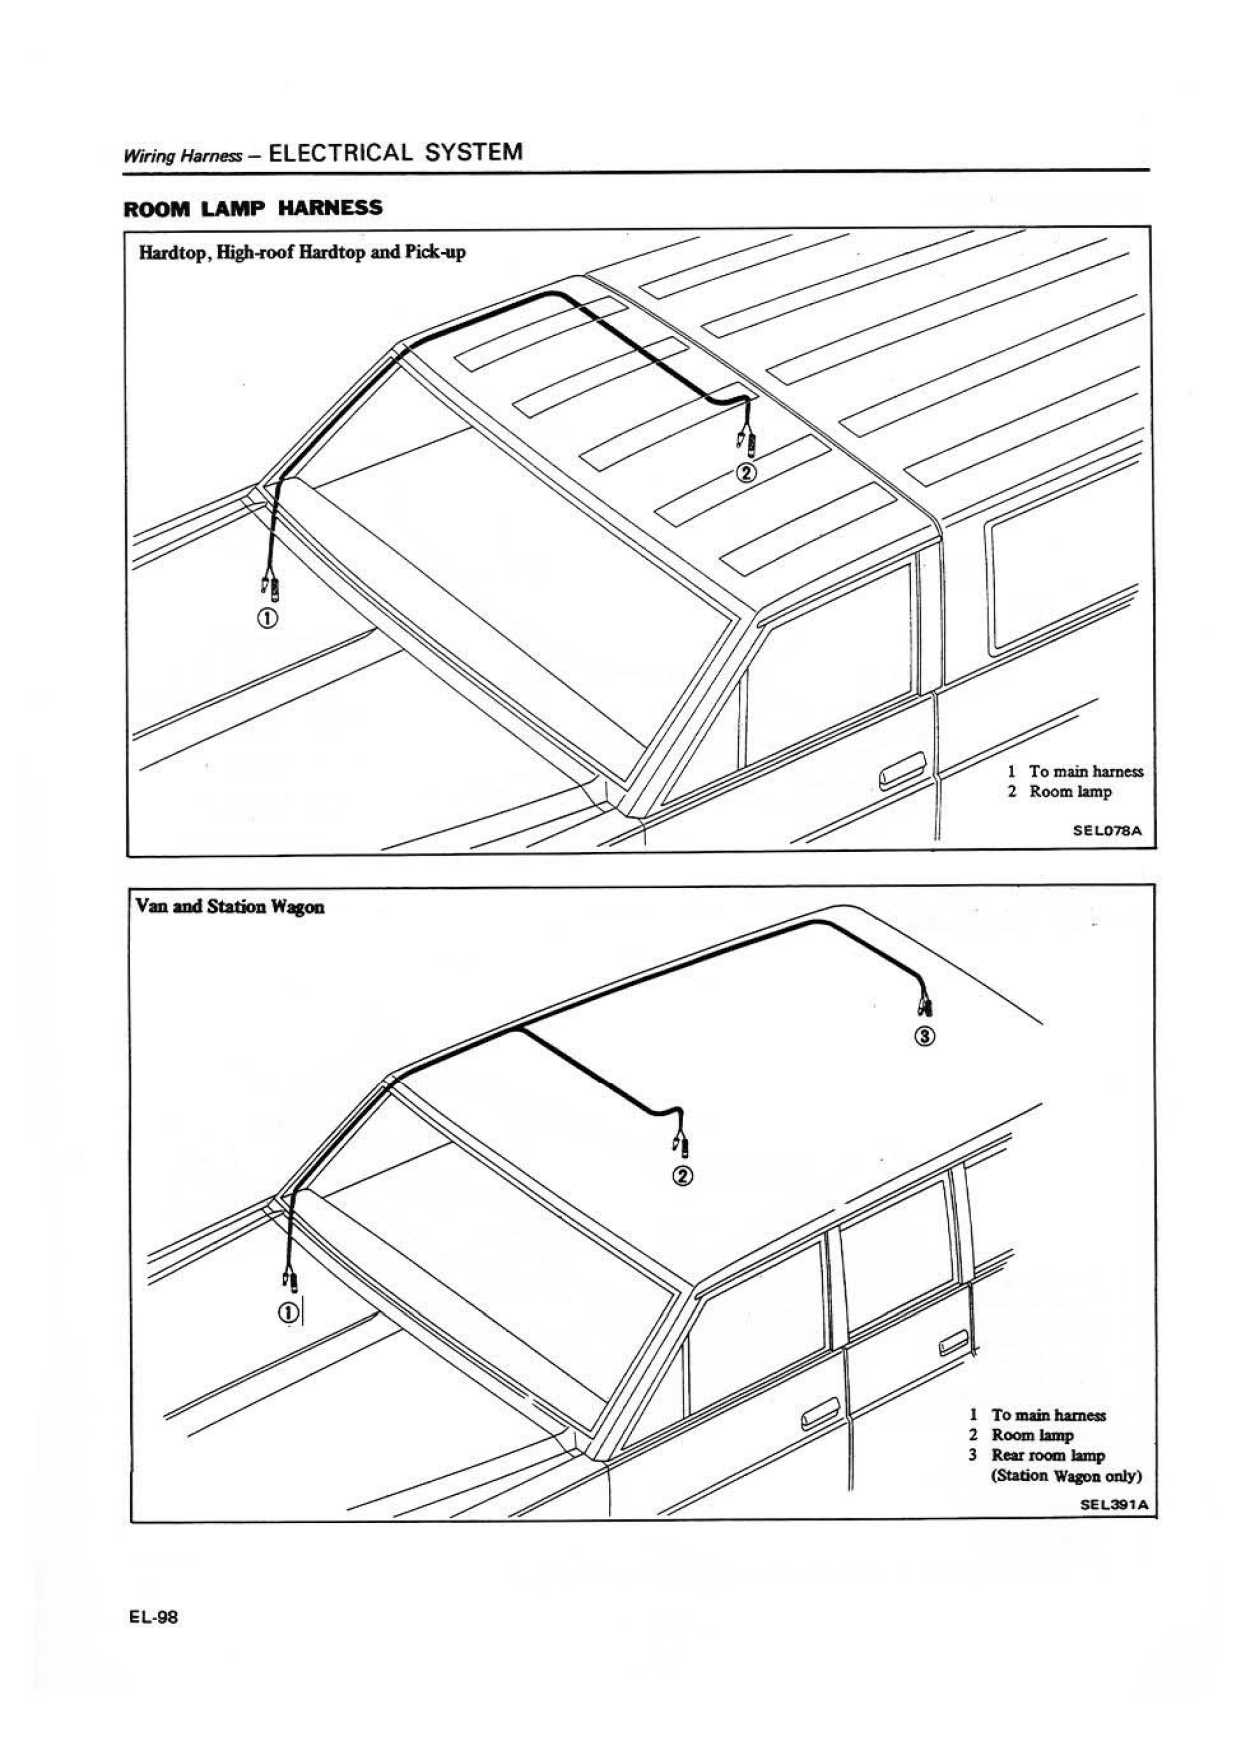 Wiring Harness — ELECTRICAL SYSTEM
ROOM LAMP HARNESS
Hardtop, High-roof Hardtop and Pick-up
2
1
1 To main harness
2 Room lamp
SEL078A
Van and Station Wagon
3
2
1
1 To main harness
2 Room lamp
3 Rear room lamp
(Station Wagon only)
SEL391A
EL-98